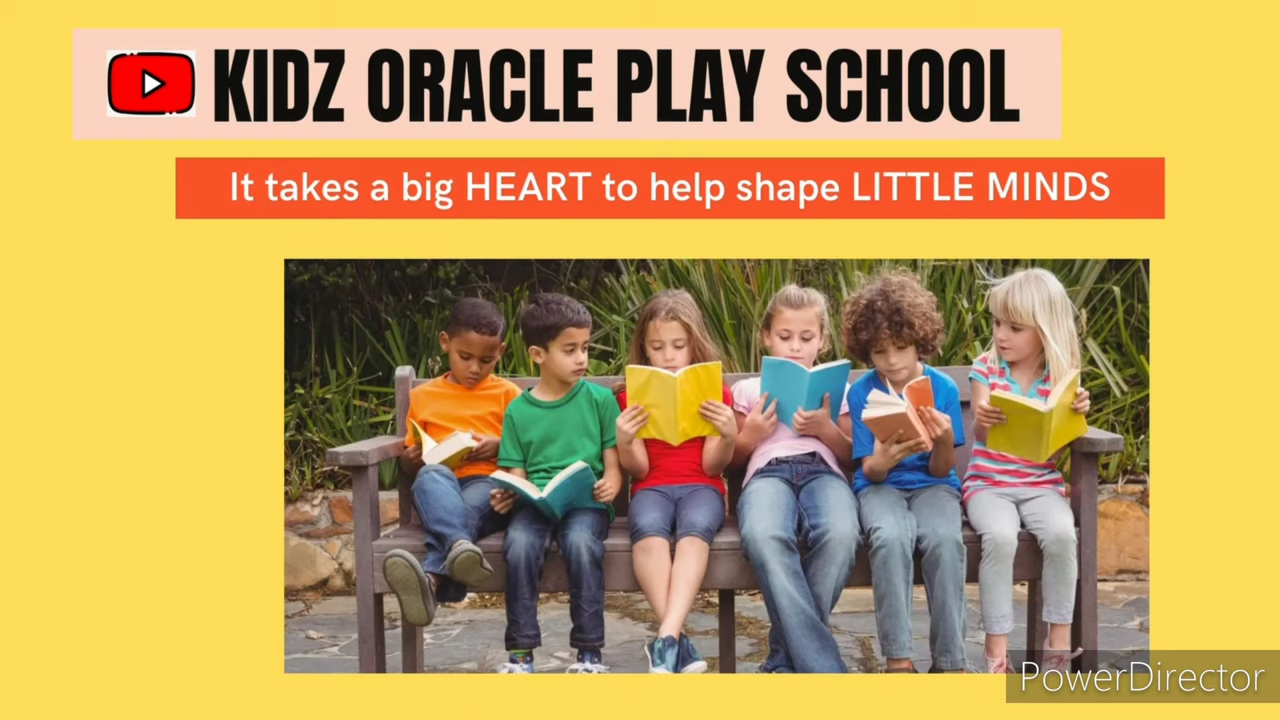 KIDZ ORACLE PLAY SCHOOL
It takes a big HEART to help shape LITTLE MINDS
PowerDirector